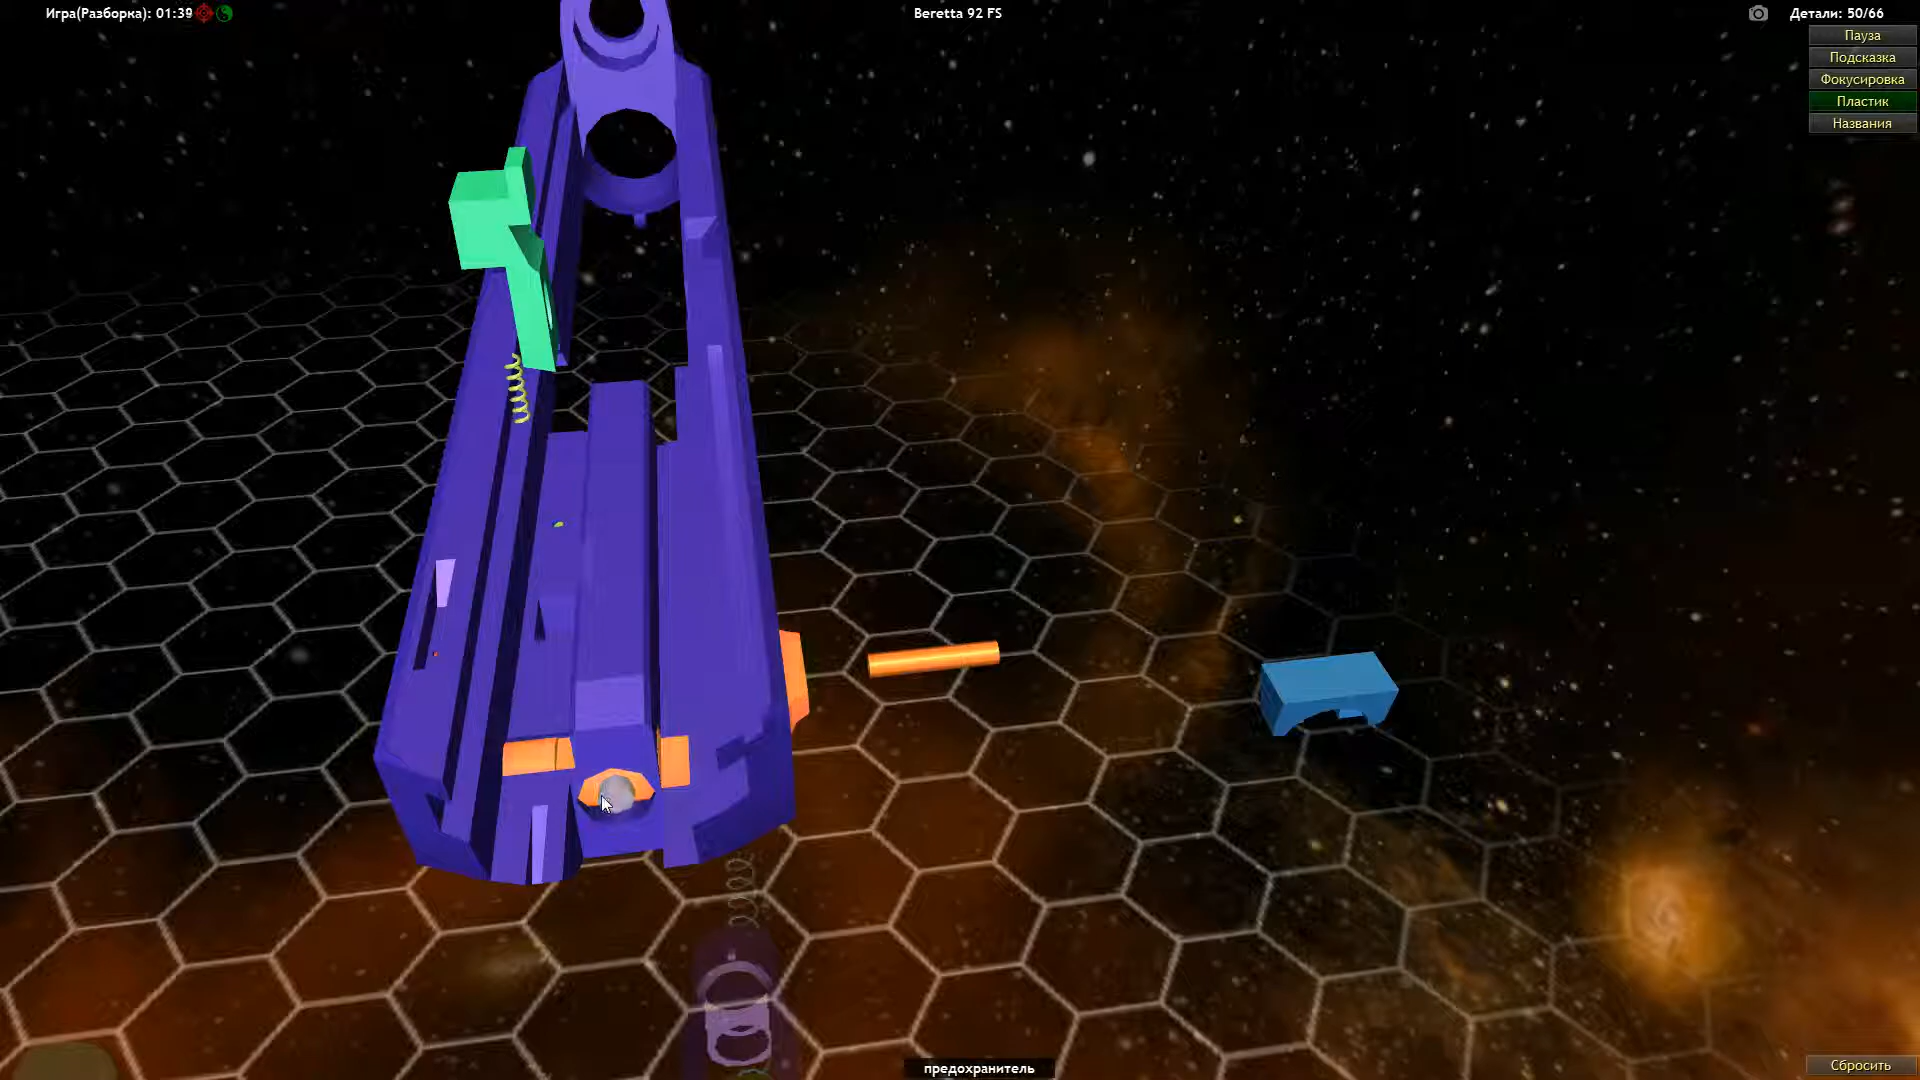 Игра(Разборка): 01:39
Beretta 92 FS
Детали: 50/66
Пауза
Подсказка
Фокусировка
Пластик
Названия
предохранитель
Сбросить